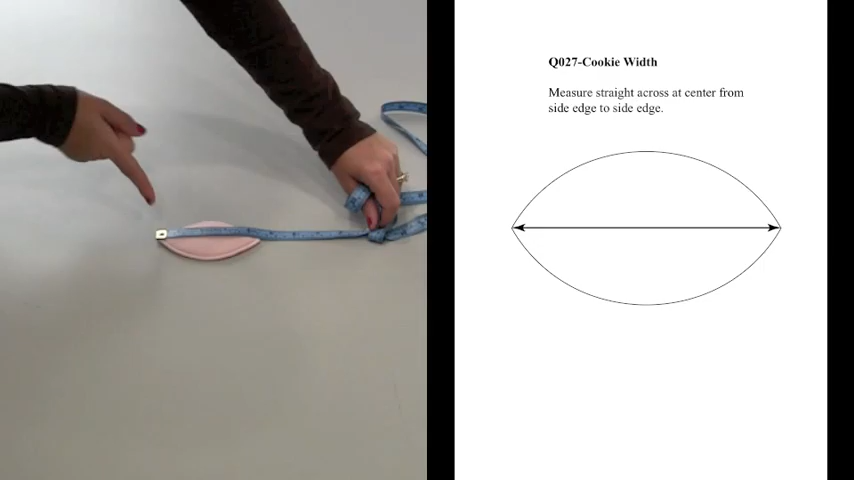 Q027-Cookie Width
Measure straight across at center from
side edge to side edge.